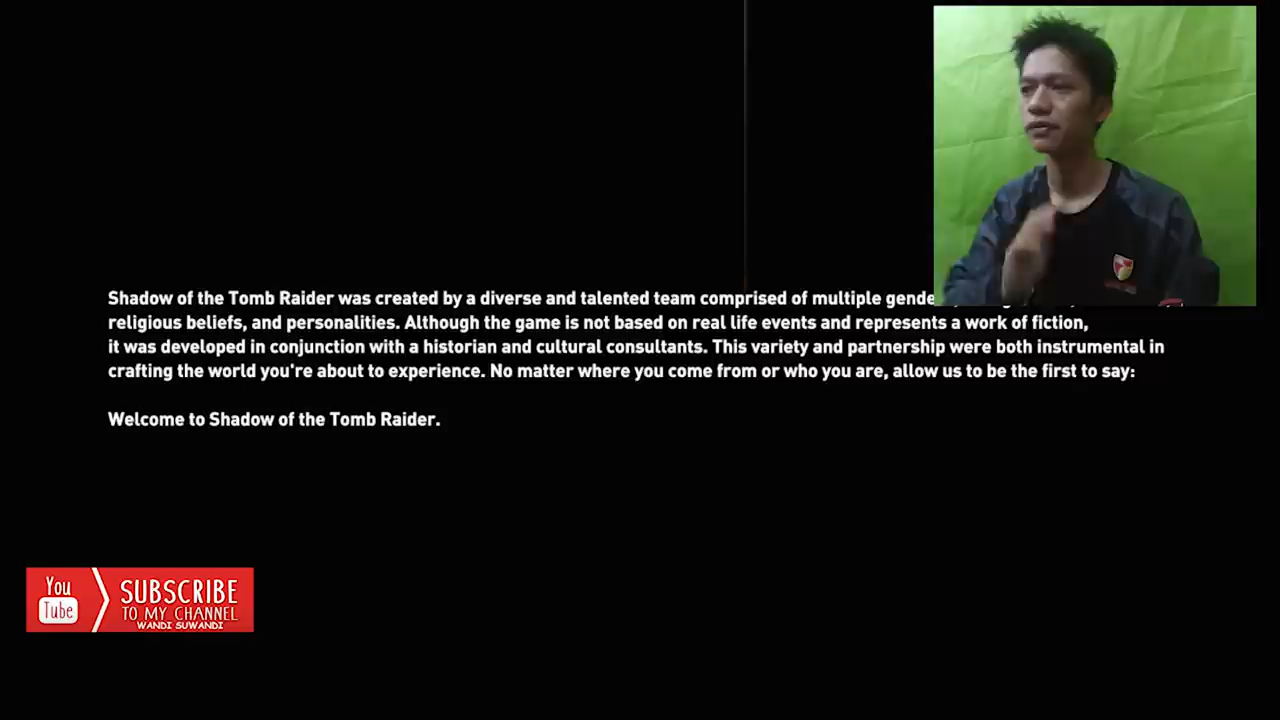 Shadow of the Tomb Raider was created by a diverse and talented team comprised of multiple
religious beliefs, and personalities. Although the game is not based on real life events and represents a work of fiction,
it was developed in conjunction with a historian and cultural consultants. This variety and partnership were both instrumental in
crafting the world you're about to experience. No matter where you come from or who you are, allow us to be the first to say:
Welcome to Shadow of the Tomb Raider.
You
Tube
SUBSCRIBE
TO MY CHANNEL
WANDI SUWANDI